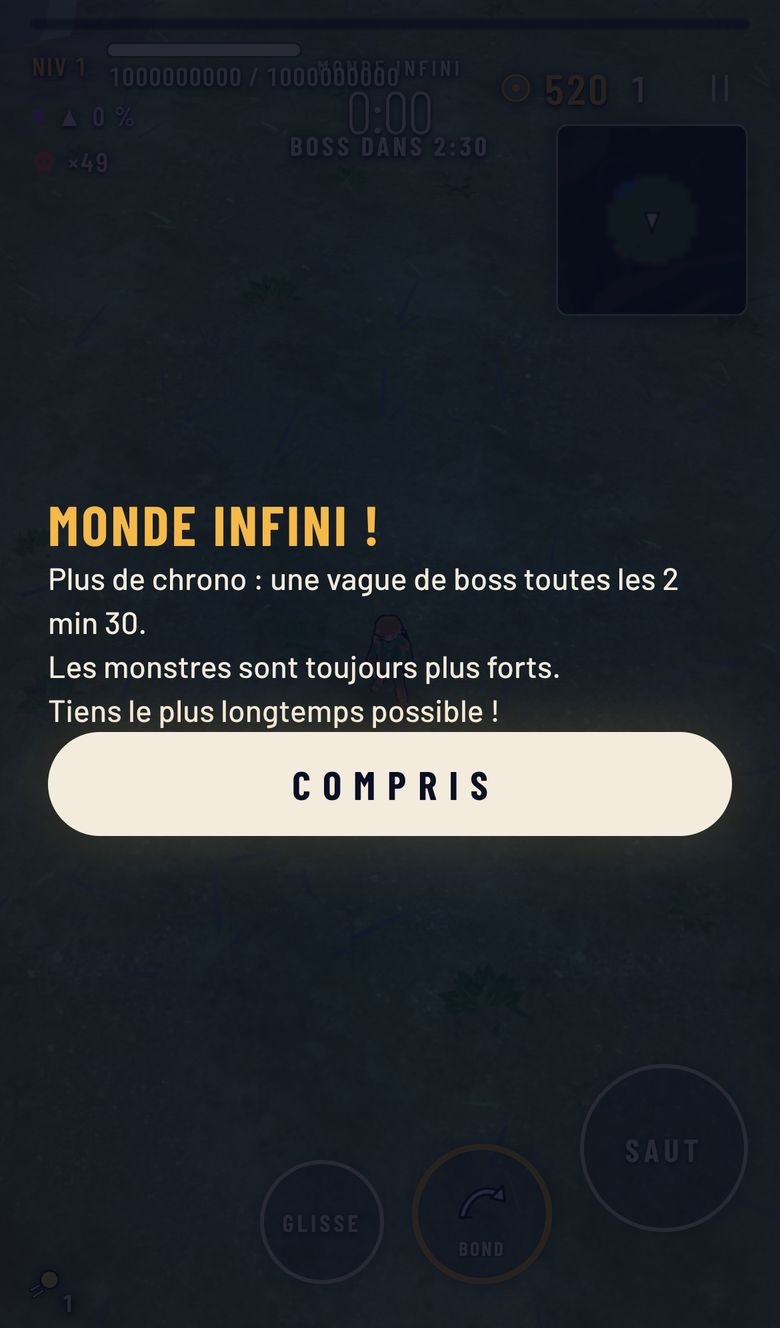 MONDE INFINI
NIV 1
1000000000 / 1000000000
0:00
520 1
▲ 0 %
BOSS DANS 2:30
×49
MONDE INFINI !
Plus de chrono : une vague de boss toutes les 2
min 30.
Les monstres sont toujours plus forts.
Tiens le plus longtemps possible !
COMPRIS
SAUT
GLISSE
BOND
1